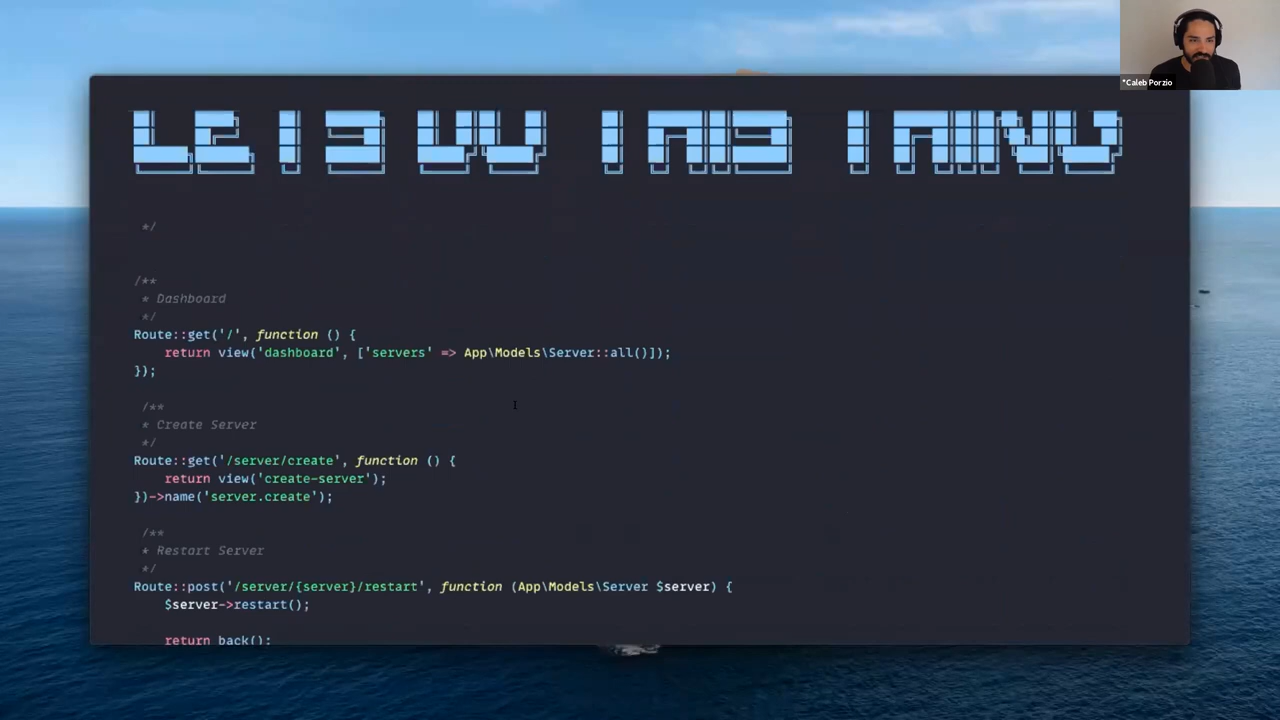 *Caleb Porzio
*/
/**
* Dashboard
*/
Route::get('/', function () {
return view('dashboard', ['servers' => App\Models\Server::all()]);
});
/**
* Create Server
*/
Route::get('/server/create', function () {
return view('create-server');
})->name('server.create');
/**
* Restart Server
*/
Route::post('/server/{server}/restart', function (App\Models\Server $server) {
$server->restart();
return back();